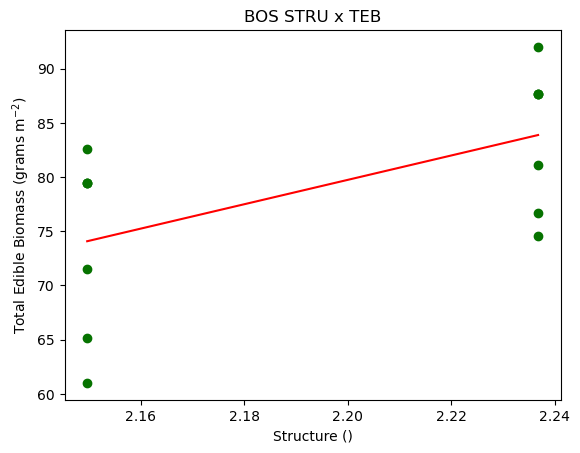 BOS STRU x TEB
Total Edible Biomass (grams m⁻²)
90
85
80
75
70
65
60
2.16 2.18 2.20 2.22 2.24
Structure ()